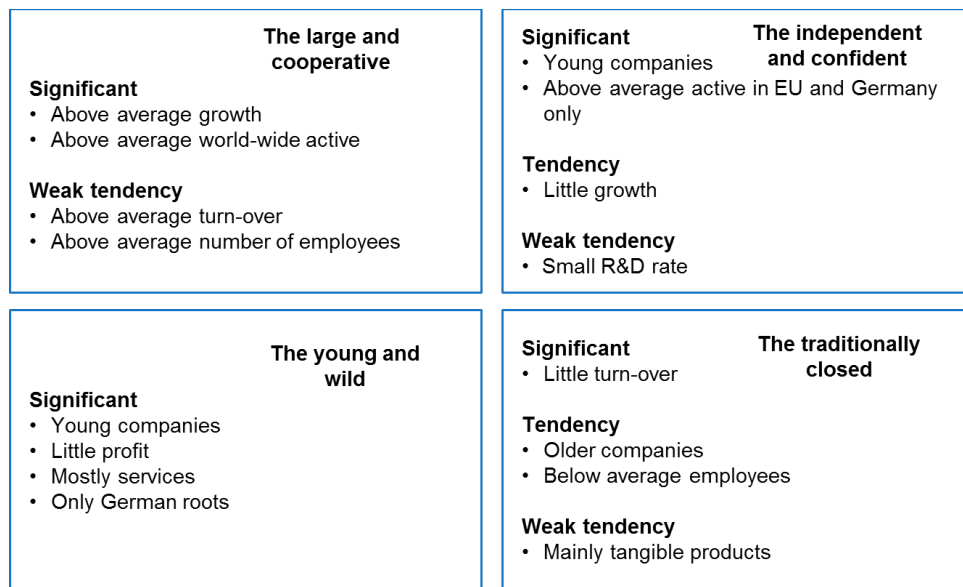 The large and
cooperative
Significant
• Above average growth
• Above average world-wide active
Weak tendency
• Above average turn-over
• Above average number of employees
The independent
and confident
Significant
• Young companies
• Above average active in EU and Germany
only
Tendency
• Little growth
Weak tendency
• Small R&D rate
The young and
wild
Significant
• Young companies
• Little profit
• Mostly services
• Only German roots
The traditionally
closed
Significant
• Little turn-over
Tendency
• Older companies
• Below average employees
Weak tendency
• Mainly tangible products